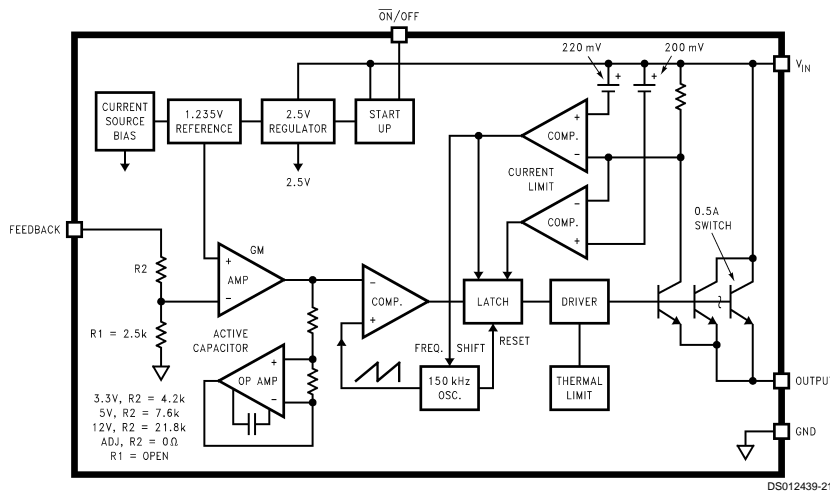 ON/OFF
220 mV
200 mV
+
+
VIN
CURRENT
SOURCE
BIAS
1.235V
REFERENCE
2.5V
REGULATOR
START
UP
2.5V
+
COMP.
−
CURRENT
LIMIT
−
COMP.
+
0.5A
SWITCH
FEEDBACK
R2
R1 = 2.5k
GM
+
AMP
−
−
COMP.
+
LATCH
DRIVER
ACTIVE
CAPACITOR
+
OP AMP
−
FREQ. SHIFT
RESET
150 kHz
OSC.
THERMAL
LIMIT
OUTPUT
GND
3.3V, R2 = 4.2k
5V, R2 = 7.6k
12V, R2 = 21.8k
ADJ, R2 = 0Ω
R1 = OPEN
DS012439-21